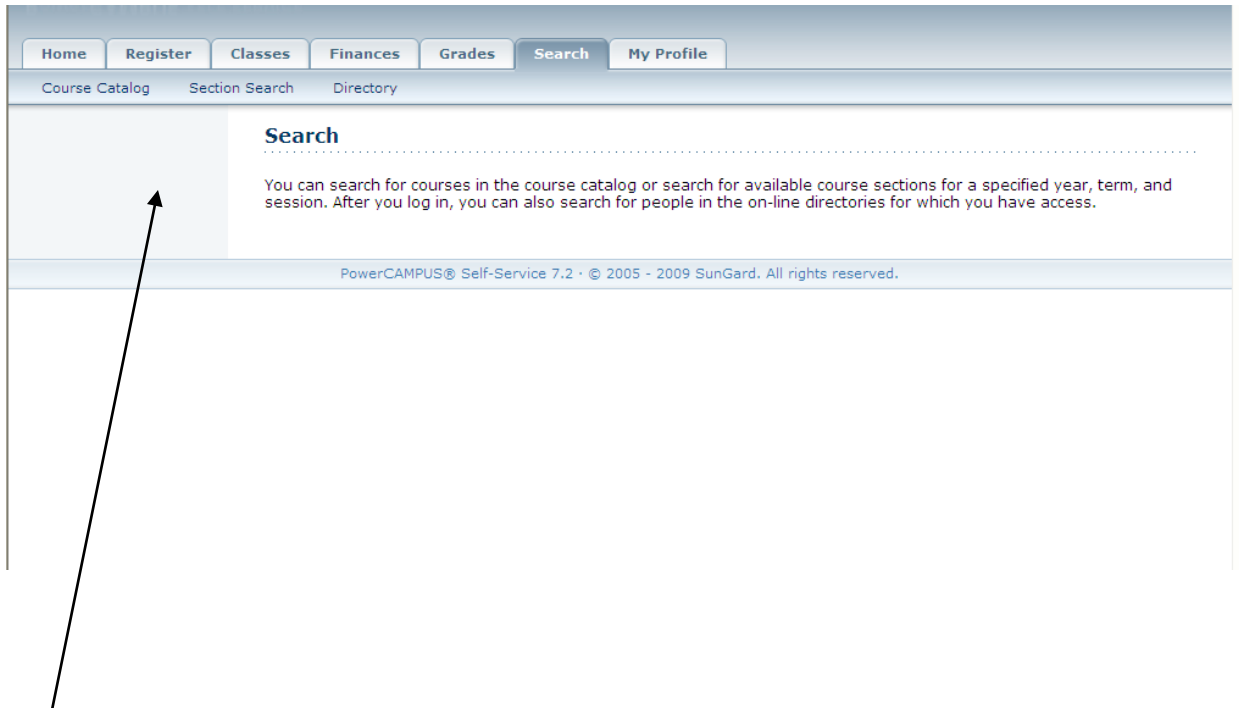 Home Register Classes Finances Grades Search My Profile
Course Catalog Section Search Directory
Search
You can search for courses in the course catalog or search for available course sections for a specified year, term, and
session. After you log in, you can also search for people in the on-line directories for which you have access.
PowerCAMPUS® Self-Service 7.2 · © 2005 - 2009 SunGard. All rights reserved.